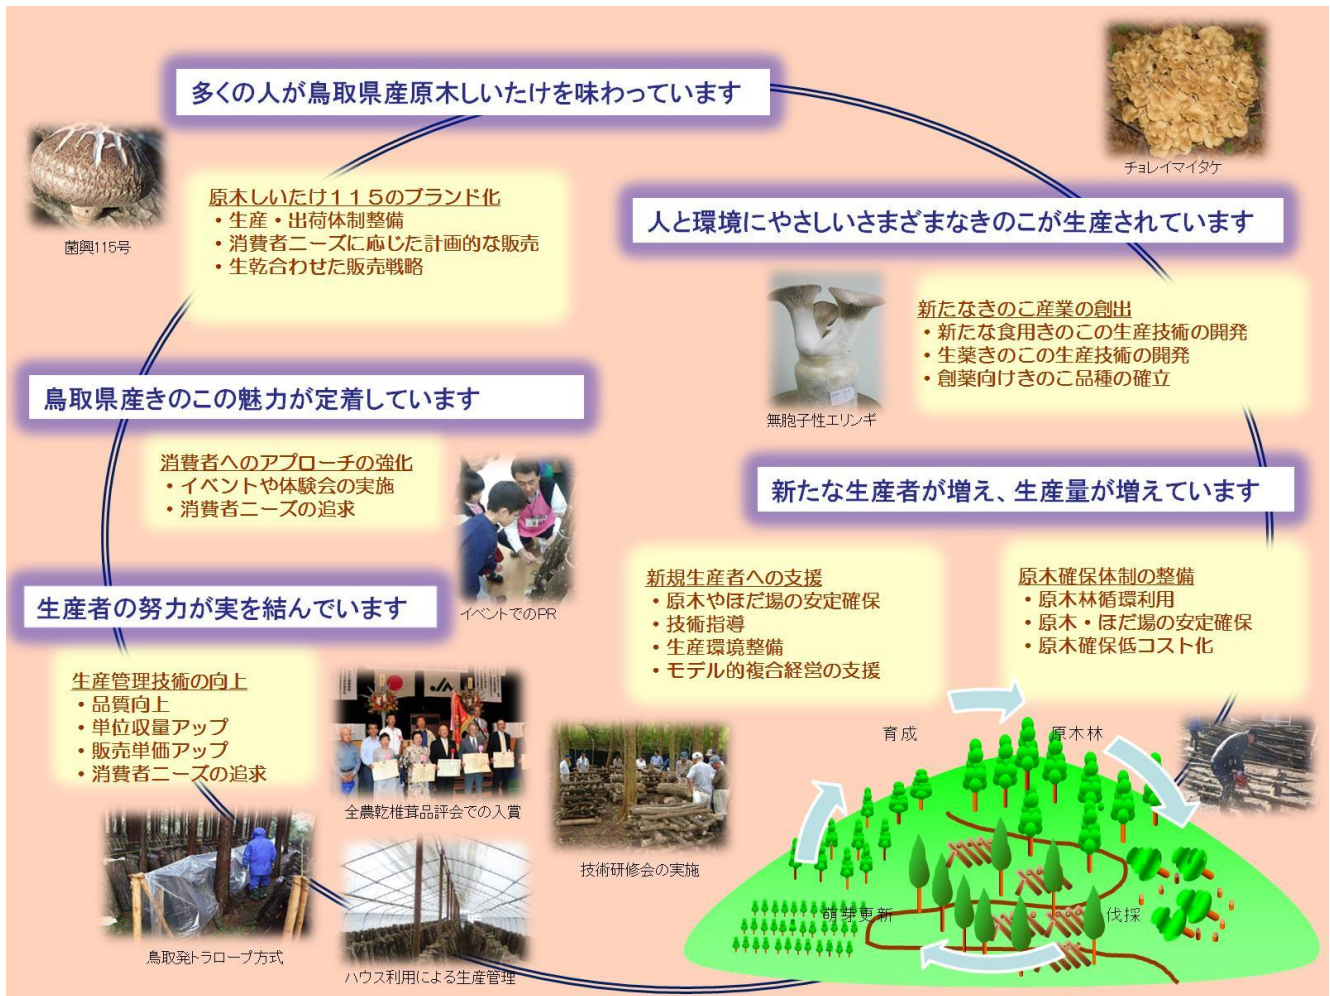 多くの人が鳥取県産原木しいたけを味わっています
チョレイマイタケ
菌興115号
原木しいたけ１１５のブランド化
・生産・出荷体制整備
・消費者ニーズに応じた計画的な販売
・生乾合わせた販売戦略
人と環境にやさしいさまざまなきのこが生産されています
無胞子性エリンギ
新たなきのこ産業の創出
・新たな食用きのこの生産技術の開発
・生薬きのこの生産技術の開発
・創薬向けきのこ品種の確立
鳥取県産きのこの魅力が定着しています
消費者へのアプローチの強化
・イベントや体験会の実施
・消費者ニーズの追求
イベントでのPR
新たな生産者が増え、生産量が増えています
新規生産者への支援
・原木やほだ場の安定確保
・技術指導
・生産環境整備
・モデル的複合経営の支援
原木確保体制の整備
・原木林循環利用
・原木・ほだ場の安定確保
・原木確保低コスト化
生産者の努力が実を結んでいます
生産管理技術の向上
・品質向上
・単位収量アップ
・販売単価アップ
・消費者ニーズの追求
全農乾椎茸品評会での入賞
技術研修会の実施
鳥取発トラロープ方式
ハウス利用による生産管理
育成
原木林
萌芽更新
伐採